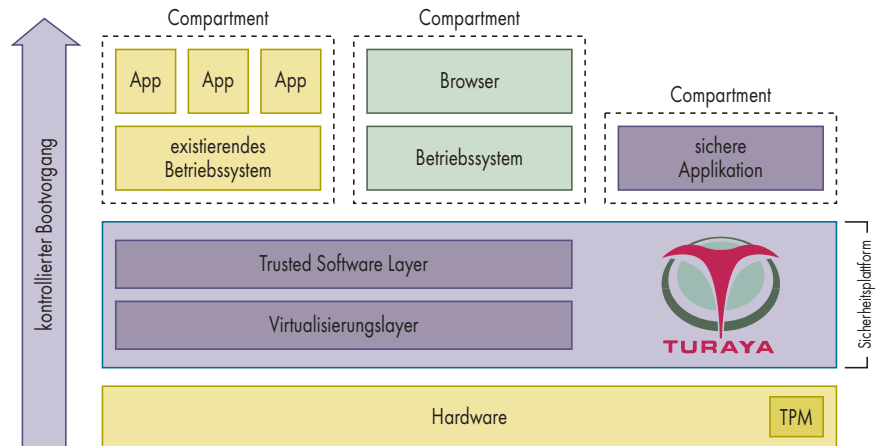 Compartment
Compartment
App
App
App
Browser
Compartment
existierendes
Betriebssystem
Betriebssystem
sichere
Applikation
kontrollierter Bootvorgang
Trusted Software Layer
Virtualisierungslayer
TURAYA
Sicherheitsplattform
Hardware
TPM